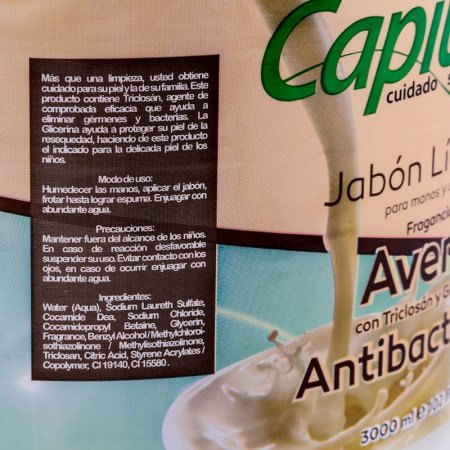 Más que una limpieza, usted obtiene
cuidado para su piel y la de su familia. Este
producto contiene Triclosán, agente de
comprobada eficacia que ayuda a
eliminar gérmenes y bacterias. La
Glicerina ayuda a proteger su piel de la
resequedad, haciendo de este producto
el indicado para la delicada piel de los
niños.
Modo de uso:
Humedecer las manos, aplicar el jabón,
frotar hasta lograr espuma. Enjuagar con
abundante agua.
Precauciones:
Mantener fuera del alcance de los niños.
En caso de reacción desfavorable
suspender su uso. Evitar contacto con los
ojos, en caso de ocurrir enjuagar con
abundante agua.
Ingredientes:
Water (Aqua), Sodium Laureth Sulfate,
Cocamide Dea, Sodium Chloride,
Cocamidopropyl Betaine, Glycerin,
Fragrance, Benzyl Alcohol / Methylchloroi-
sothiazolinone / Methylisothiazolinone,
Triclosan, Citric Acid, Styrene Acrylates /
Copolymer, CI 19140, CI 15580.
cuidado
Jabón Lí
para manos y
Fragancia
Aven
con Triclosán y G
Antibact
3000 ml e